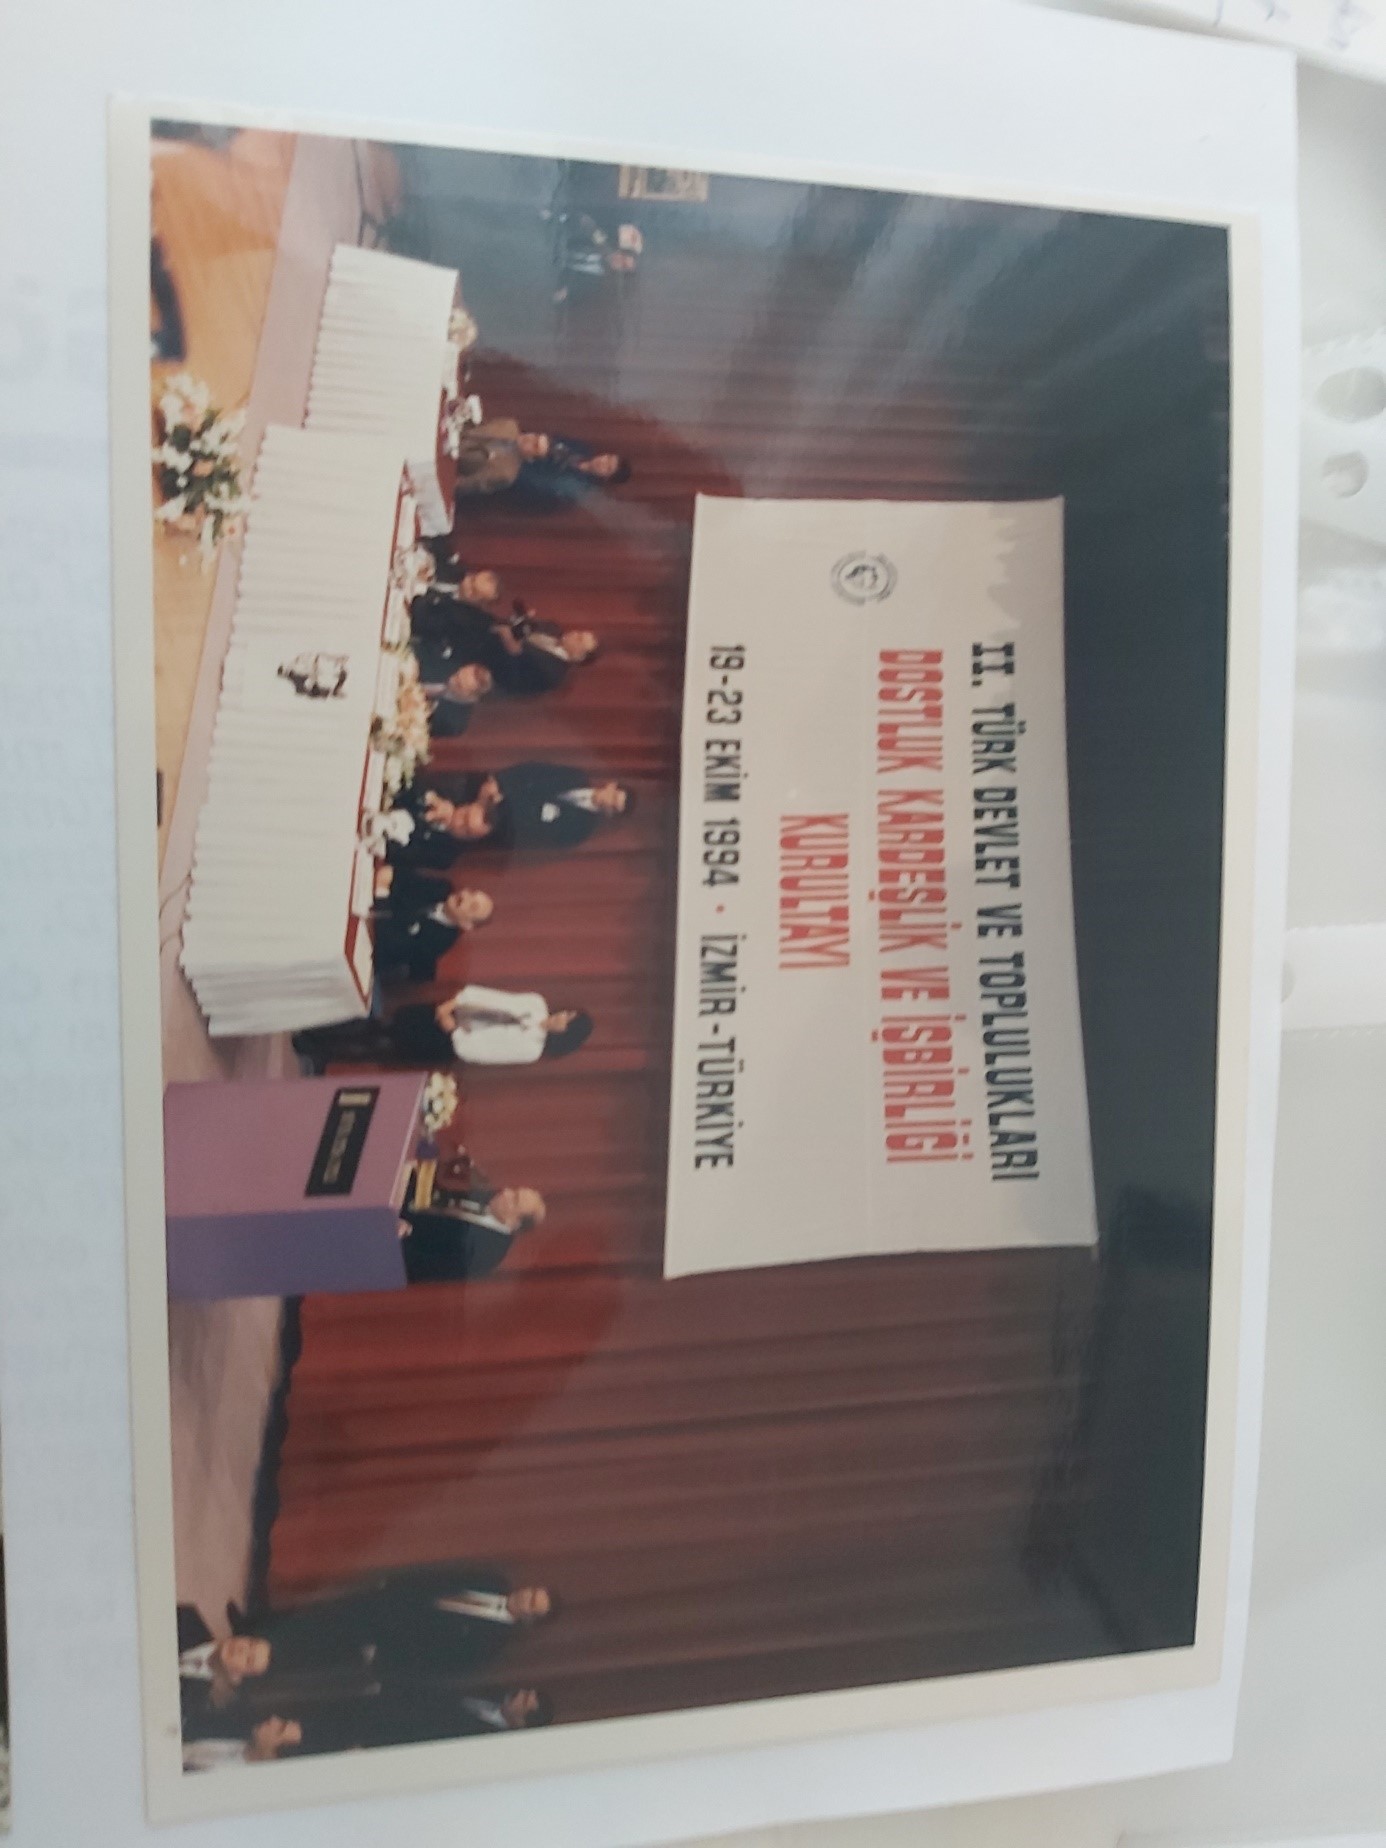 II. TÜRK DEVLET VE TOPLULUKLARI
DOSTLUK KARDEŞLİK VE İŞBİRLİĞİ
KURULTAYI
19-23 EKİM 1994 • İZMİR-TÜRKİYE